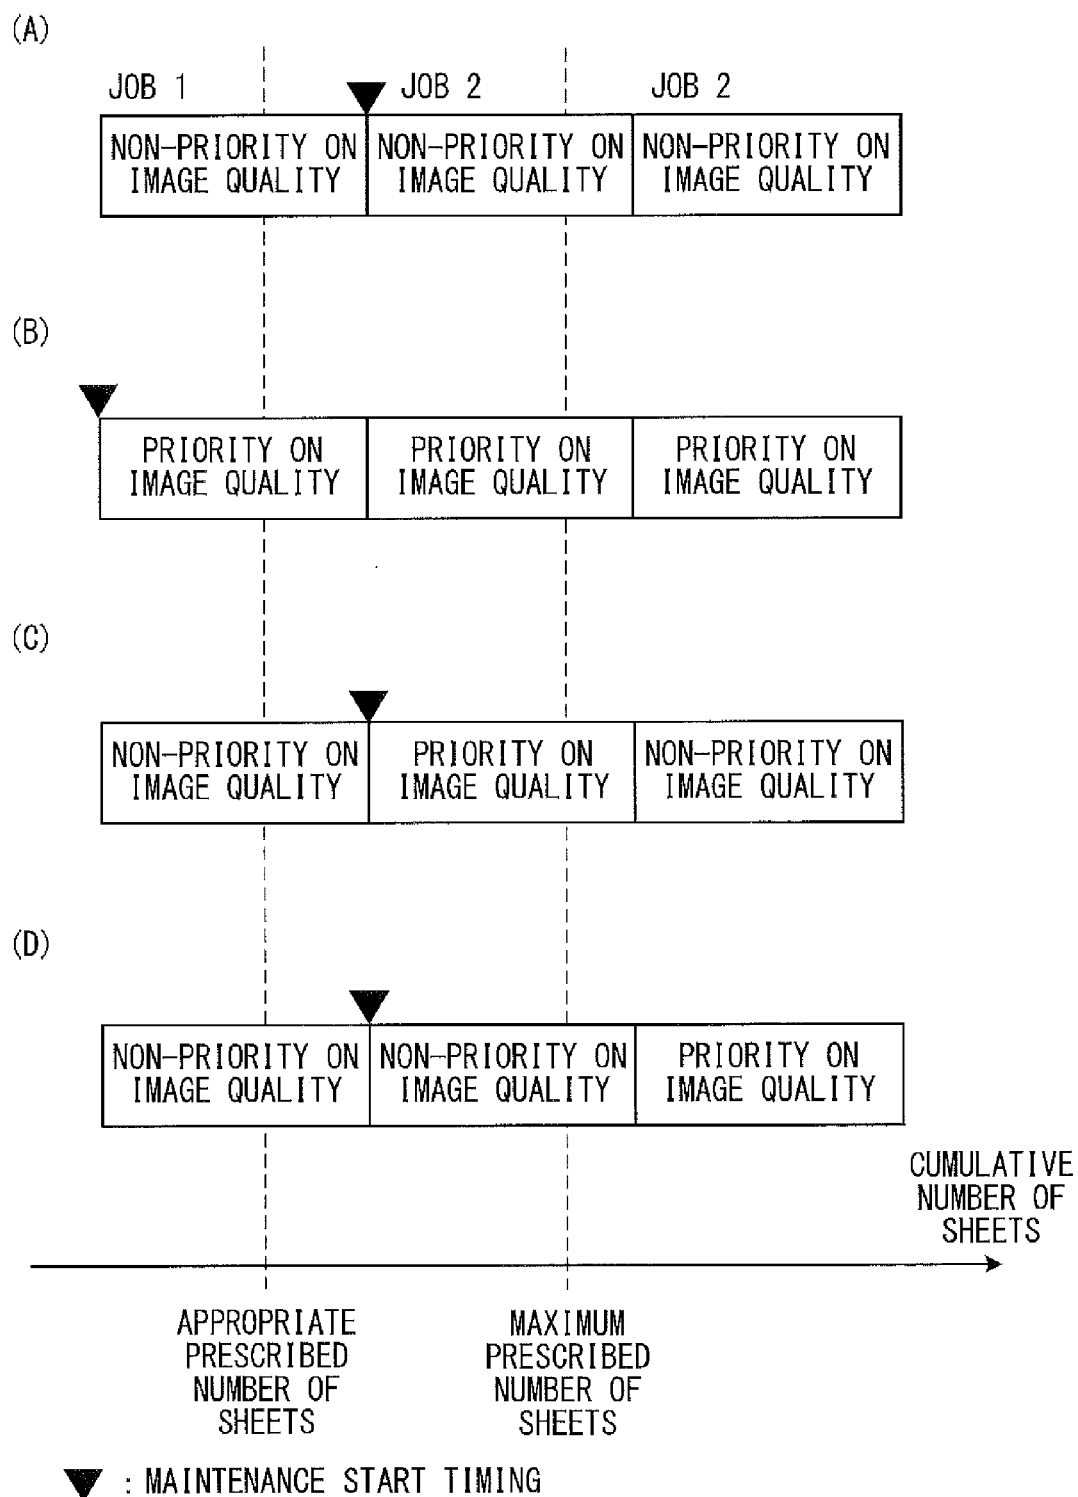 (A)
JOB 1
JOB 2
JOB 2
NON-PRIORITY ON
IMAGE QUALITY
NON-PRIORITY ON
IMAGE QUALITY
NON-PRIORITY ON
IMAGE QUALITY
(B)
PRIORITY ON
IMAGE QUALITY
PRIORITY ON
IMAGE QUALITY
PRIORITY ON
IMAGE QUALITY
(C)
NON-PRIORITY ON
IMAGE QUALITY
PRIORITY ON
IMAGE QUALITY
NON-PRIORITY ON
IMAGE QUALITY
(D)
NON-PRIORITY ON
IMAGE QUALITY
NON-PRIORITY ON
IMAGE QUALITY
PRIORITY ON
IMAGE QUALITY
CUMULATIVE
NUMBER OF
SHEETS
APPROPRIATE
PRESCRIBED
NUMBER OF
SHEETS
MAXIMUM
PRESCRIBED
NUMBER OF
SHEETS
: MAINTENANCE START TIMING